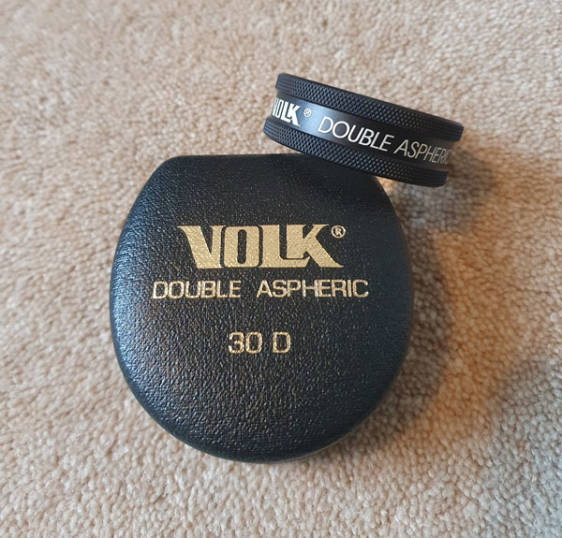 VOLK® DOUBLE ASPHERIC
VOLK®
DOUBLE ASPHERIC
30 D